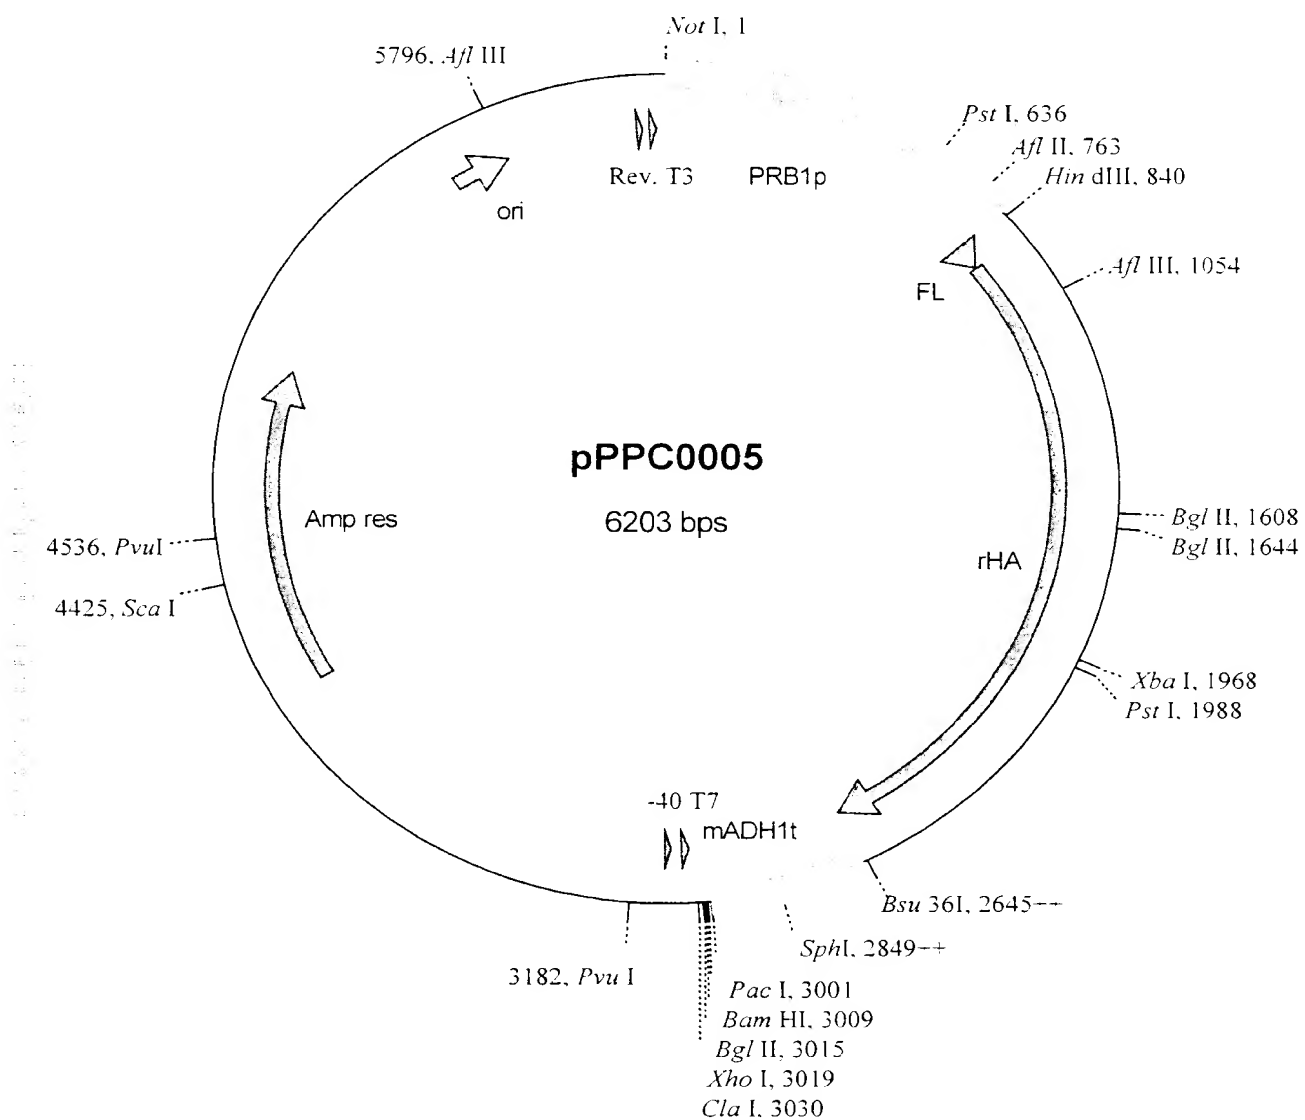 Not I, 1
5796, Afl III
Pst I, 636
Afl II, 763
Hin dIII, 840
Rev. T3
PRB1p
ori
Afl III, 1054
FL
pPPC0005
6203 bps
Amp res
Bgl II, 1608
Bgl II, 1644
4536, PvuI
rHA
4425, Sca I
Xba I, 1968
Pst I, 1988
-40 T7
mADH1t
Bsu 36I, 2645++
SphI, 2849++
3182, Pvu I
Pac I, 3001
Bam HI, 3009
Bgl II, 3015
Xho I, 3019
Cla I, 3030